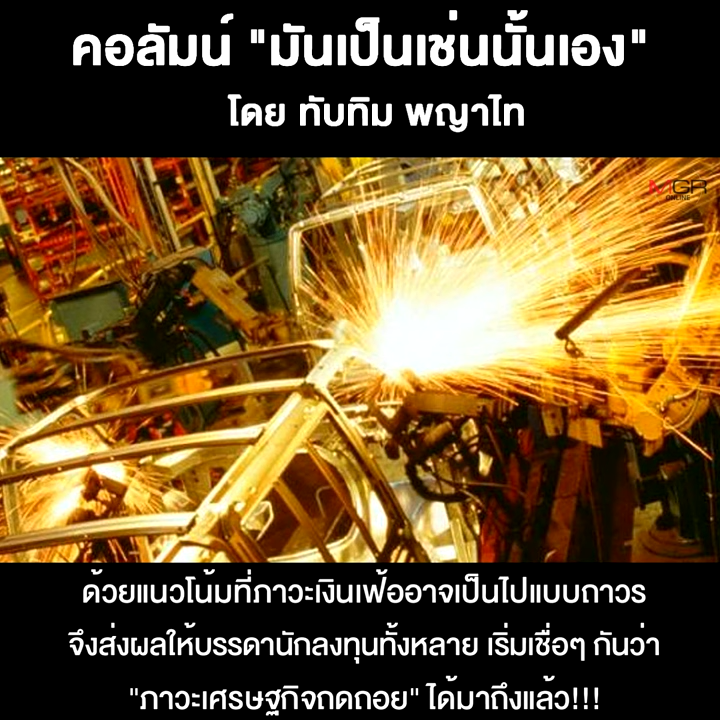 คอลัมน์ "มันเป็นเช่นนั้นเอง"
โดย ทับทิม พญาไท
MGR
ONLINE
ด้วยแนวโน้มที่ภาวะเงินเฟ้ออาจเป็นไปแบบถาวร
จึงส่งผลให้บรรดานักลงทุนทั้งหลาย เริ่มเชื่อๆ กันว่า
"ภาวะเศรษฐกิจถดถอย" ได้มาถึงแล้ว!!!